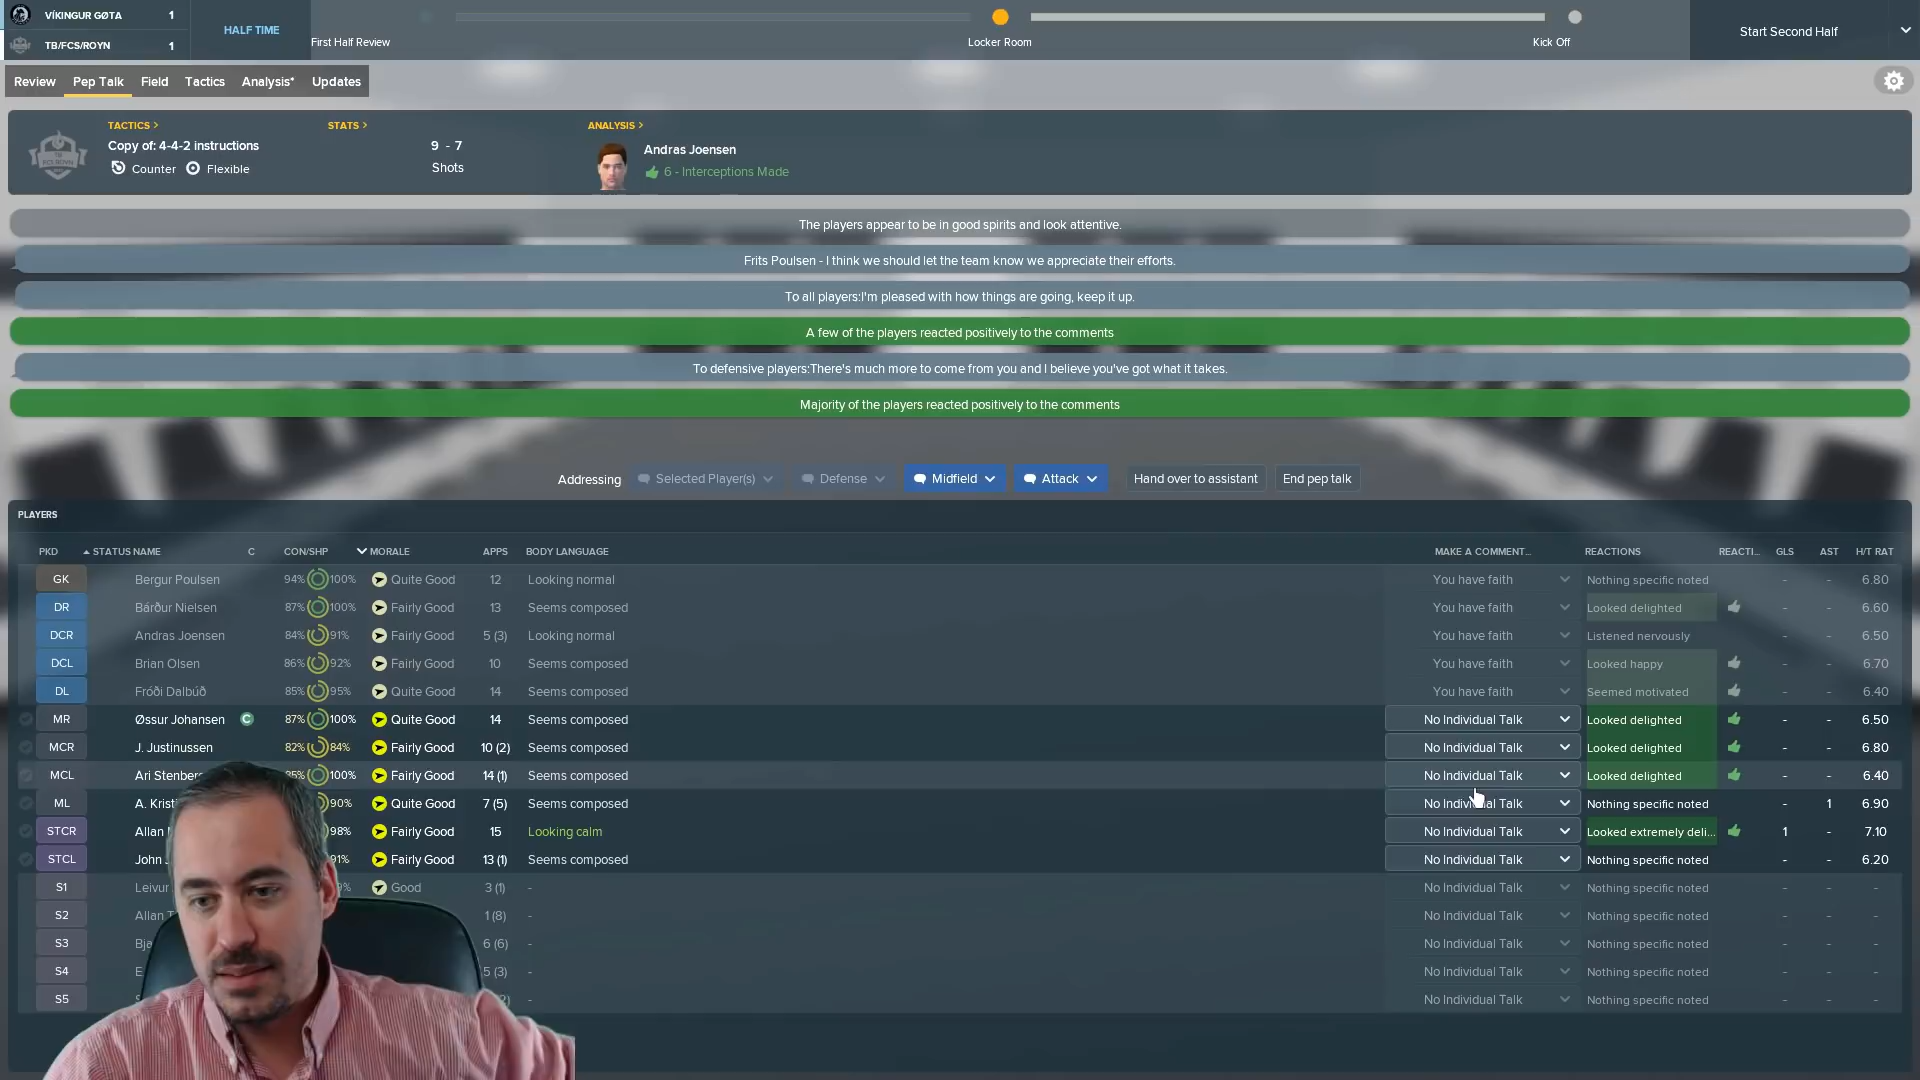 VÍKINGUR GØTA 1
TB/FCS/ROYN 1
HALF TIME
First Half Review
Locker Room
Kick Off
Start Second Half
Review Pep Talk Field Tactics Analysis* Updates
TACTICS >
Copy of: 4-4-2 instructions
Counter Flexible
STATS >
9 - 7
Shots
ANALYSIS >
Andras Joensen
6 - Interceptions Made
The players appear to be in good spirits and look attentive.
Frits Poulsen - I think we should let the team know we appreciate their efforts.
To all players:I'm pleased with how things are going, keep it up.
A few of the players reacted positively to the comments
To defensive players:There's much more to come from you and I believe you've got what it takes.
Majority of the players reacted positively to the comments
Addressing Selected Player(s) Defense Midfield Attack Hand over to assistant End pep talk
PLAYERS
PKD STATUS NAME C CON/SHP MORALE APPS BODY LANGUAGE MAKE A COMMENT... REACTIONS REACTI... GLS AST H/T RAT
GK Bergur Poulsen 94% 100% Quite Good 12 Looking normal You have faith Nothing specific noted - - 6.80
DR Bárður Nielsen 87% 100% Fairly Good 13 Seems composed You have faith Looked delighted - - 6.60
DCR Andras Joensen 84% 91% Fairly Good 5 (3) Looking normal You have faith Listened nervously - - 6.50
DCL Brian Olsen 86% 92% Fairly Good 10 Seems composed You have faith Looked happy - - 6.70
DL Fróði Dalbúð 85% 95% Quite Good 14 Seems composed You have faith Seemed motivated - - 6.40
MR Øssur Johansen C 87% 100% Quite Good 14 Seems composed No Individual Talk Looked delighted - - 6.50
MCR J. Justinussen 82% 84% Fairly Good 10 (2) Seems composed No Individual Talk Looked delighted - - 6.80
MCL Ari 100% Fairly Good 14 (1) Seems composed No Individual Talk Looked delighted - - 6.40
ML A. 90% Quite Good 7 (5) Seems composed No Individual Talk Nothing specific noted - 1 6.90
STCR Allan 98% Fairly Good 15 Looking calm No Individual Talk Looked extremely deli... 1 - 7.10
STCL John 91% Fairly Good 13 (1) Seems composed No Individual Talk Nothing specific noted - - 6.20
S1 Leivur Good 3 (1) - No Individual Talk Nothing specific noted - - -
S2 Allan 1 (8) - No Individual Talk Nothing specific noted - - -
S3 6 (6) - No Individual Talk Nothing specific noted - - -
S4 5 (3) - No Individual Talk Nothing specific noted - - -
S5 - No Individual Talk Nothing specific noted - - -